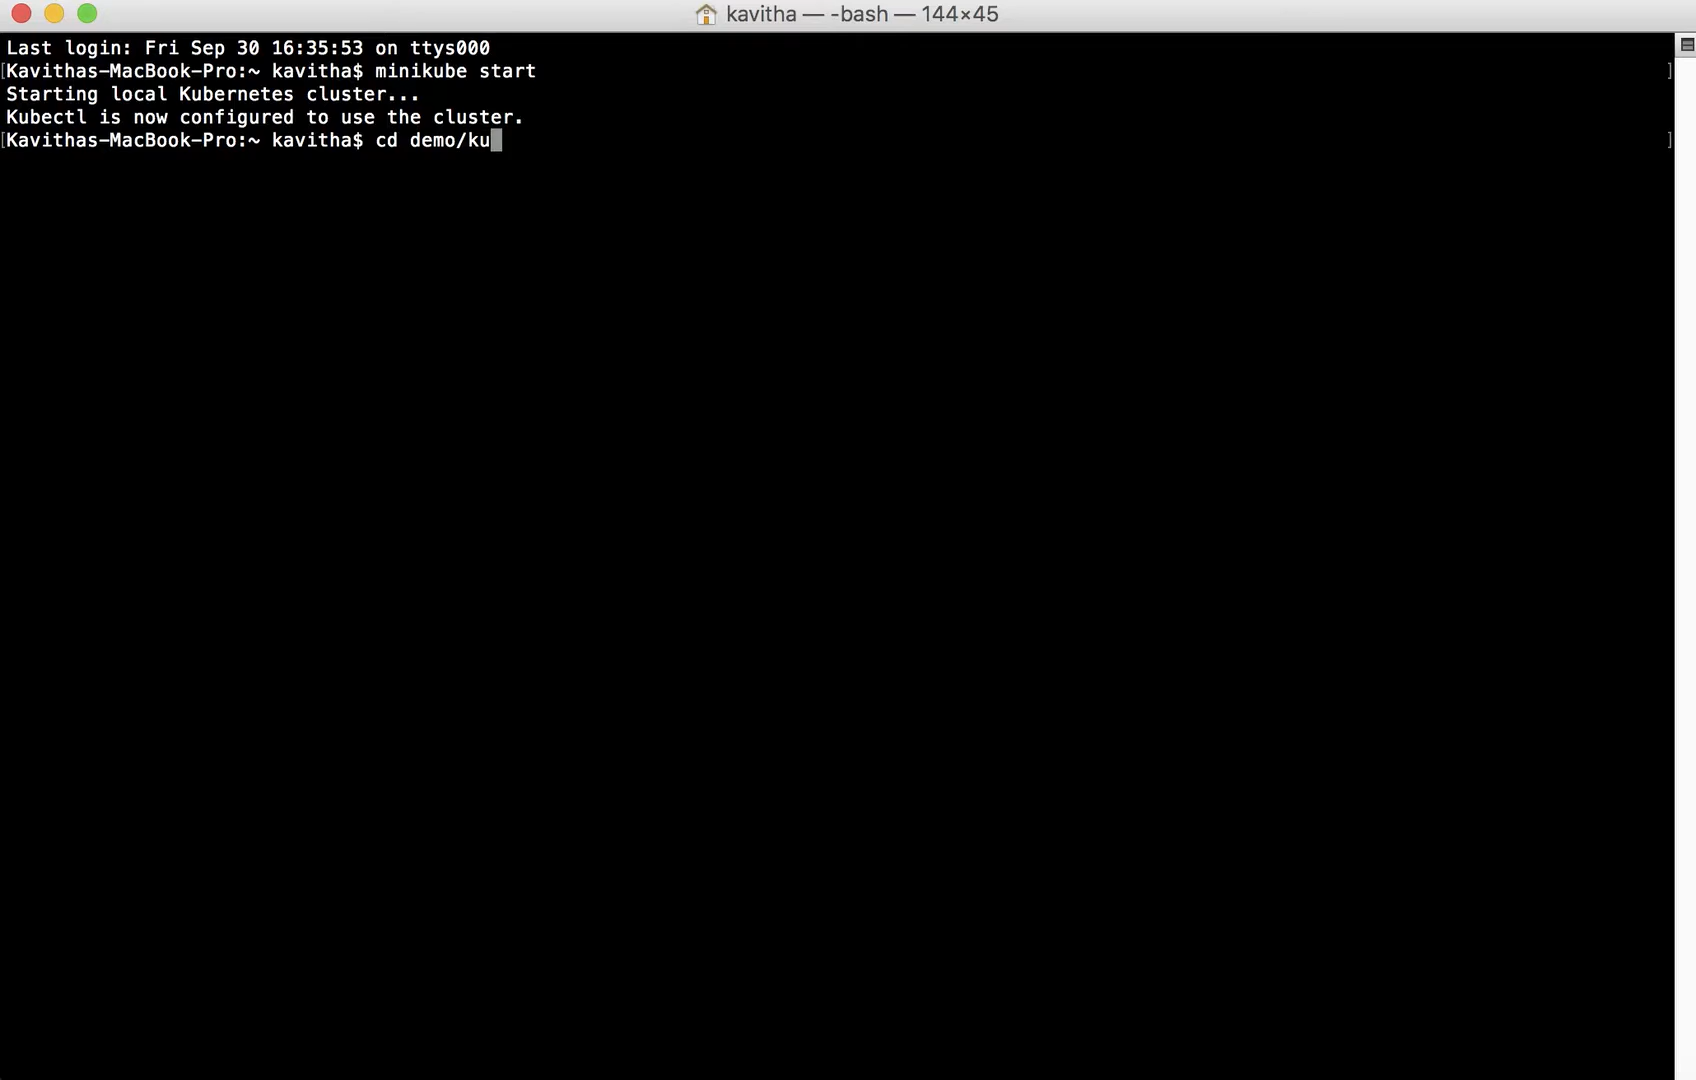 kavitha — -bash — 144×45
Last login: Fri Sep 30 16:35:53 on ttys000
[Kavithas-MacBook-Pro:~ kavitha$ minikube start ]
Starting local Kubernetes cluster...
Kubectl is now configured to use the cluster.
[Kavithas-MacBook-Pro:~ kavitha$ cd demo/ku ]